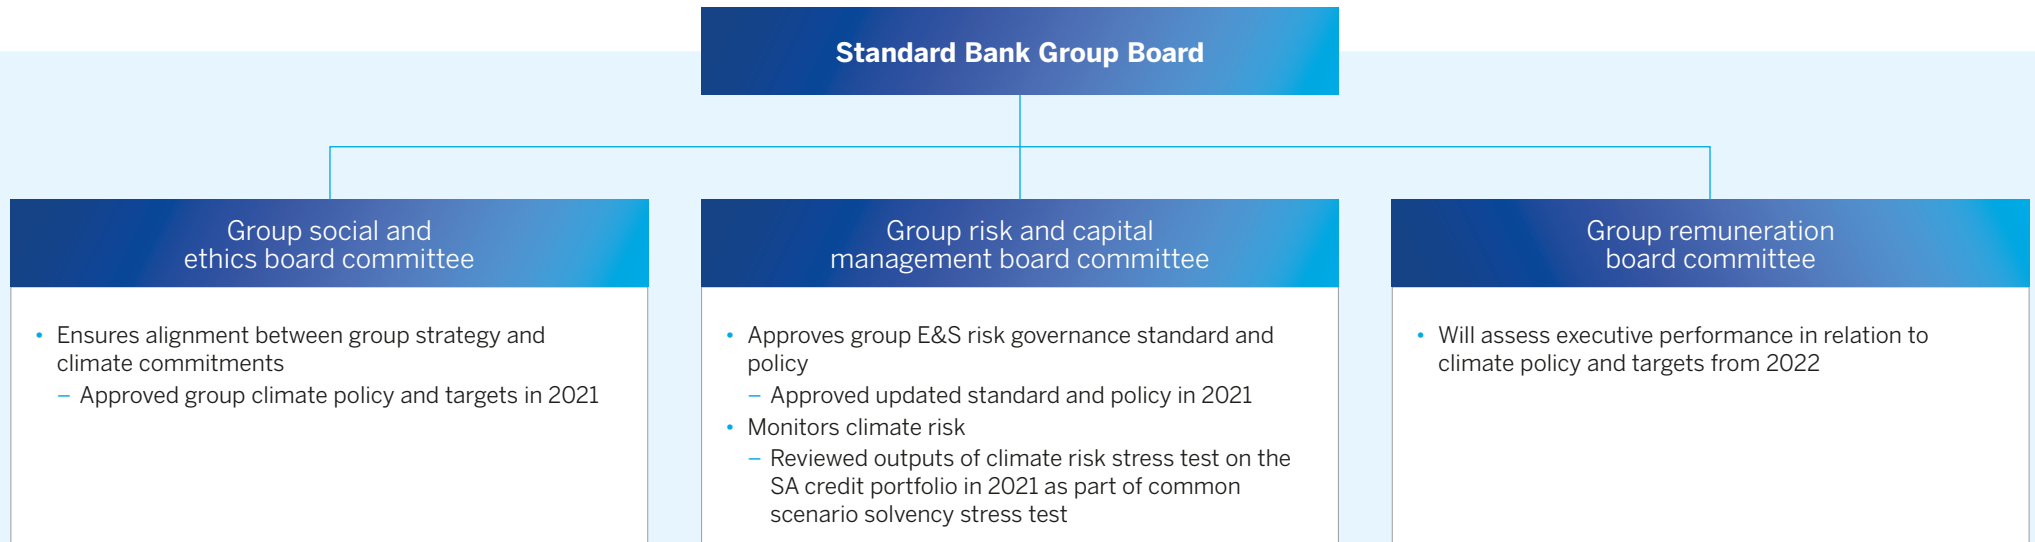 Standard Bank Group Board
Group social and
ethics board committee
• Ensures alignment between group strategy and
climate commitments
– Approved group climate policy and targets in 2021
Group risk and capital
management board committee
• Approves group E&S risk governance standard and
policy
– Approved updated standard and policy in 2021
• Monitors climate risk
– Reviewed outputs of climate risk stress test on the
SA credit portfolio in 2021 as part of common
scenario solvency stress test
Group remuneration
board committee
• Will assess executive performance in relation to
climate policy and targets from 2022